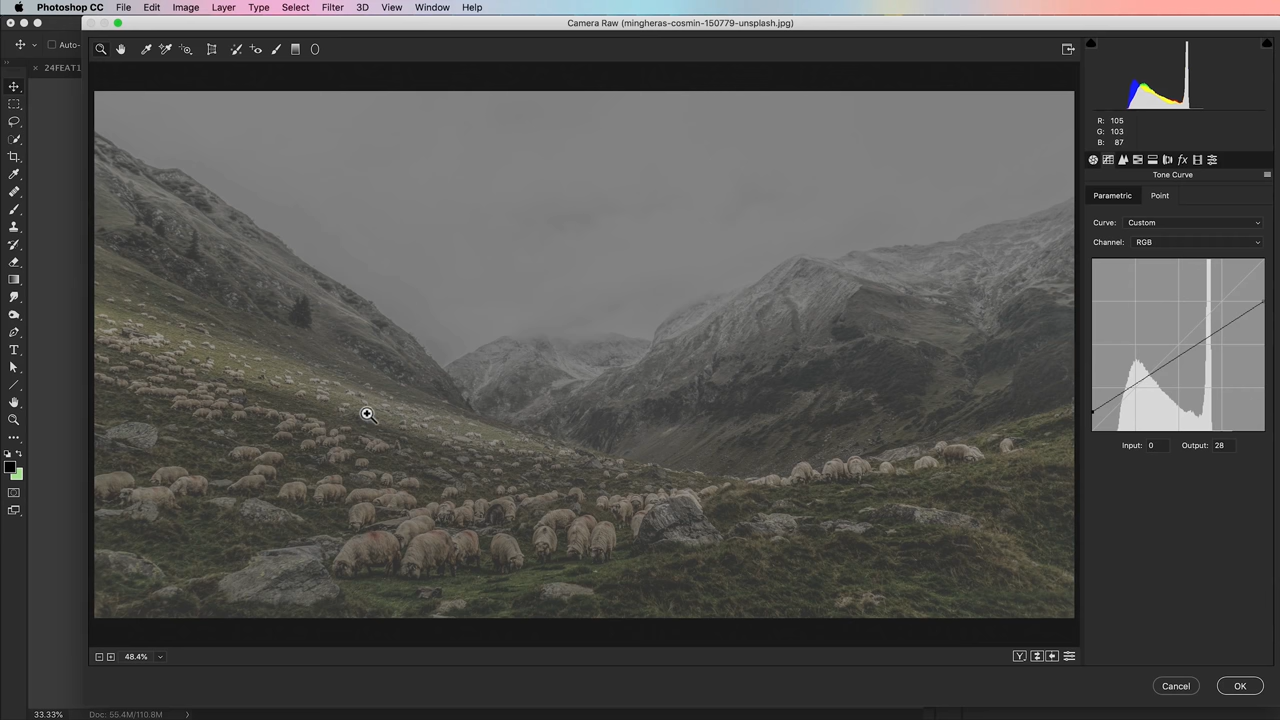 Photoshop CC File Edit Image Layer Type Select Filter 3D View Window Help
Camera Raw (mingheras-cosmin-150779-unsplash.jpg)
Auto-
24FEAT1
R: 105
G: 103
B: 87
fx
Tone Curve
Parametric Point
Curve: Custom
Channel: RGB
Input: 0 Output: 28
48.4%
Y
Cancel OK
33.33% Doc: 55.4M/110.8M